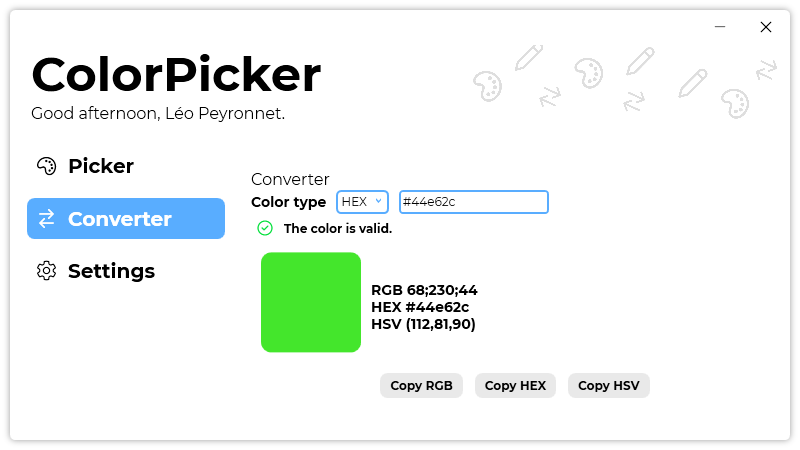 ColorPicker
Good afternoon, Léo Peyronnet.
Picker
Converter
Settings
Converter
Color type HEX #44e62c
The color is valid.
RGB 68;230;44
HEX #44e62c
HSV (112,81,90)
Copy RGB Copy HEX Copy HSV